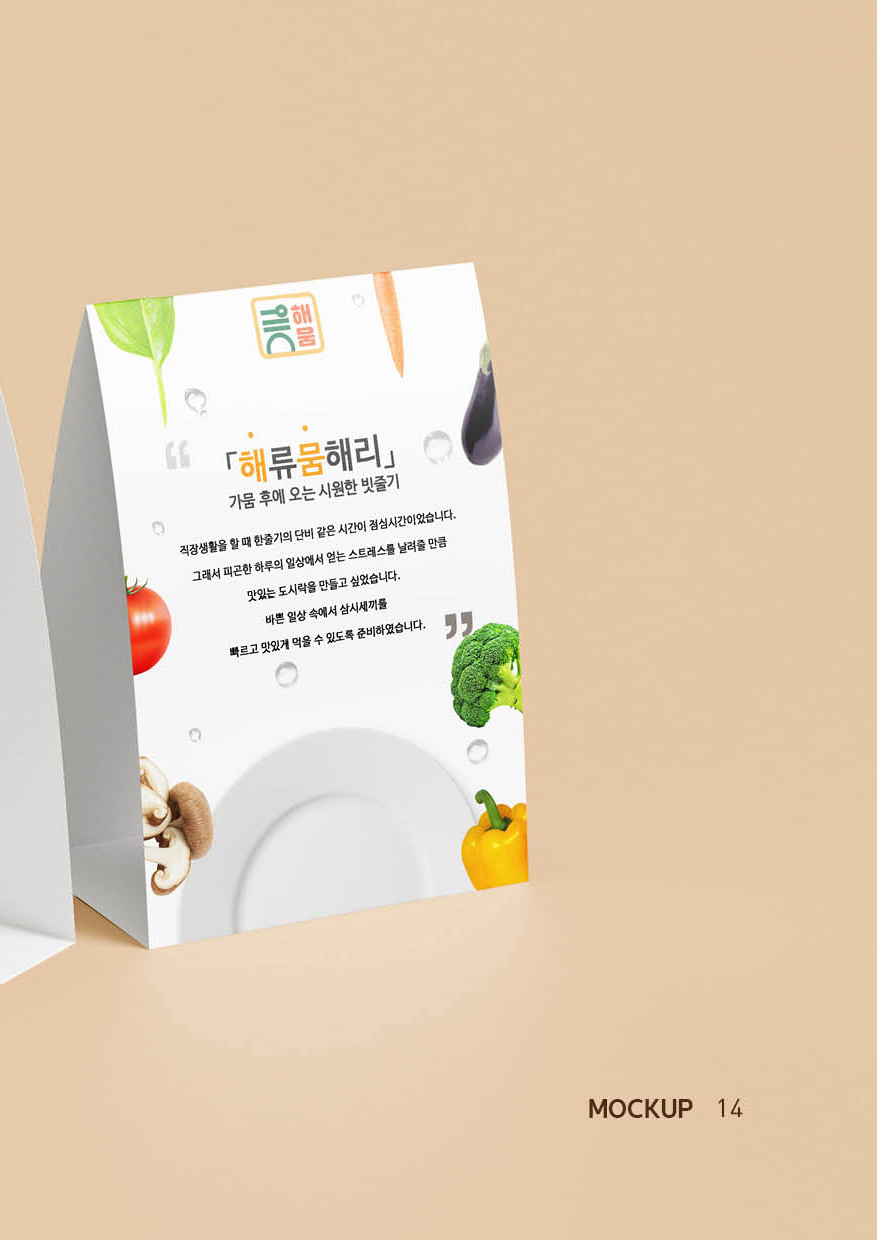 해
뭄
❝
「해류뭄해리」
가뭄 후에 오는 시원한 빗줄기
직장생활을 할 때 한줄기의 단비 같은 시간이 점심시간이었습니다.
그래서 피곤한 하루의 일상에서 얻는 스트레스를 날려줄 만큼
맛있는 도시락을 만들고 싶었습니다.
바쁜 일상 속에서 삼시세끼를
빠르고 맛있게 먹을 수 있도록 준비하였습니다.
❞
MOCKUP 14